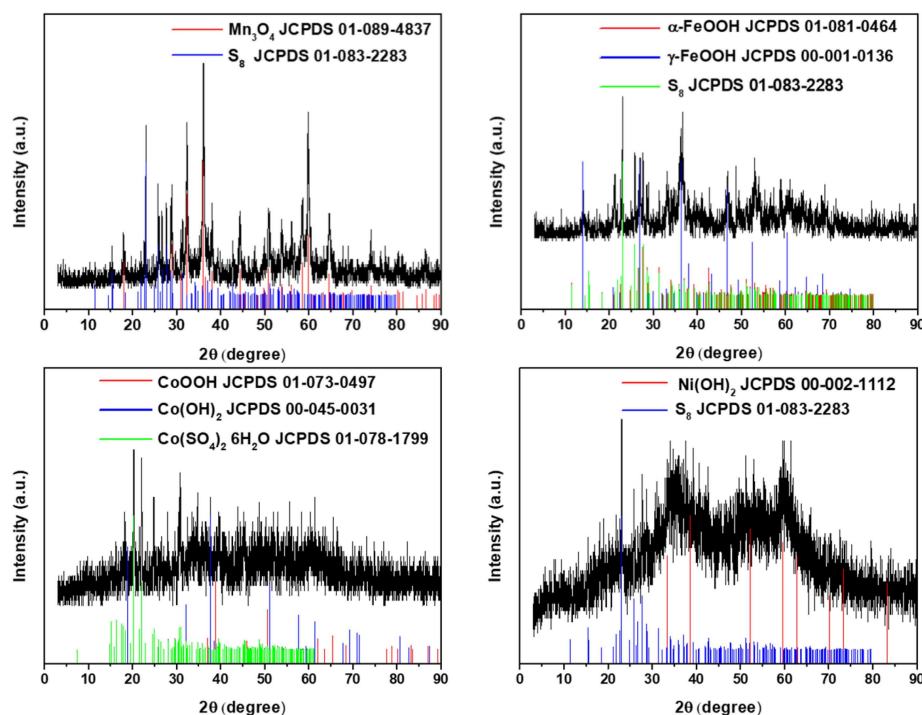 Mn₃O₄ JCPDS 01-089-4837
S₈ JCPDS 01-083-2283
Intensity (a.u.)
0 10 20 30 40 50 60 70 80 90
2θ (degree)
α-FeOOH JCPDS 01-081-0464
γ-FeOOH JCPDS 00-001-0136
S₈ JCPDS 01-083-2283
Intensity (a.u.)
0 10 20 30 40 50 60 70 80 90
2θ (degree)
CoOOH JCPDS 01-073-0497
Co(OH)₂ JCPDS 00-045-0031
Co(SO₄)₂ 6H₂O JCPDS 01-078-1799
Intensity (a.u.)
0 10 20 30 40 50 60 70 80 90
2θ (degree)
Ni(OH)₂ JCPDS 00-002-1112
S₈ JCPDS 01-083-2283
Intensity (a.u.)
0 10 20 30 40 50 60 70 80 90
2θ (degree)